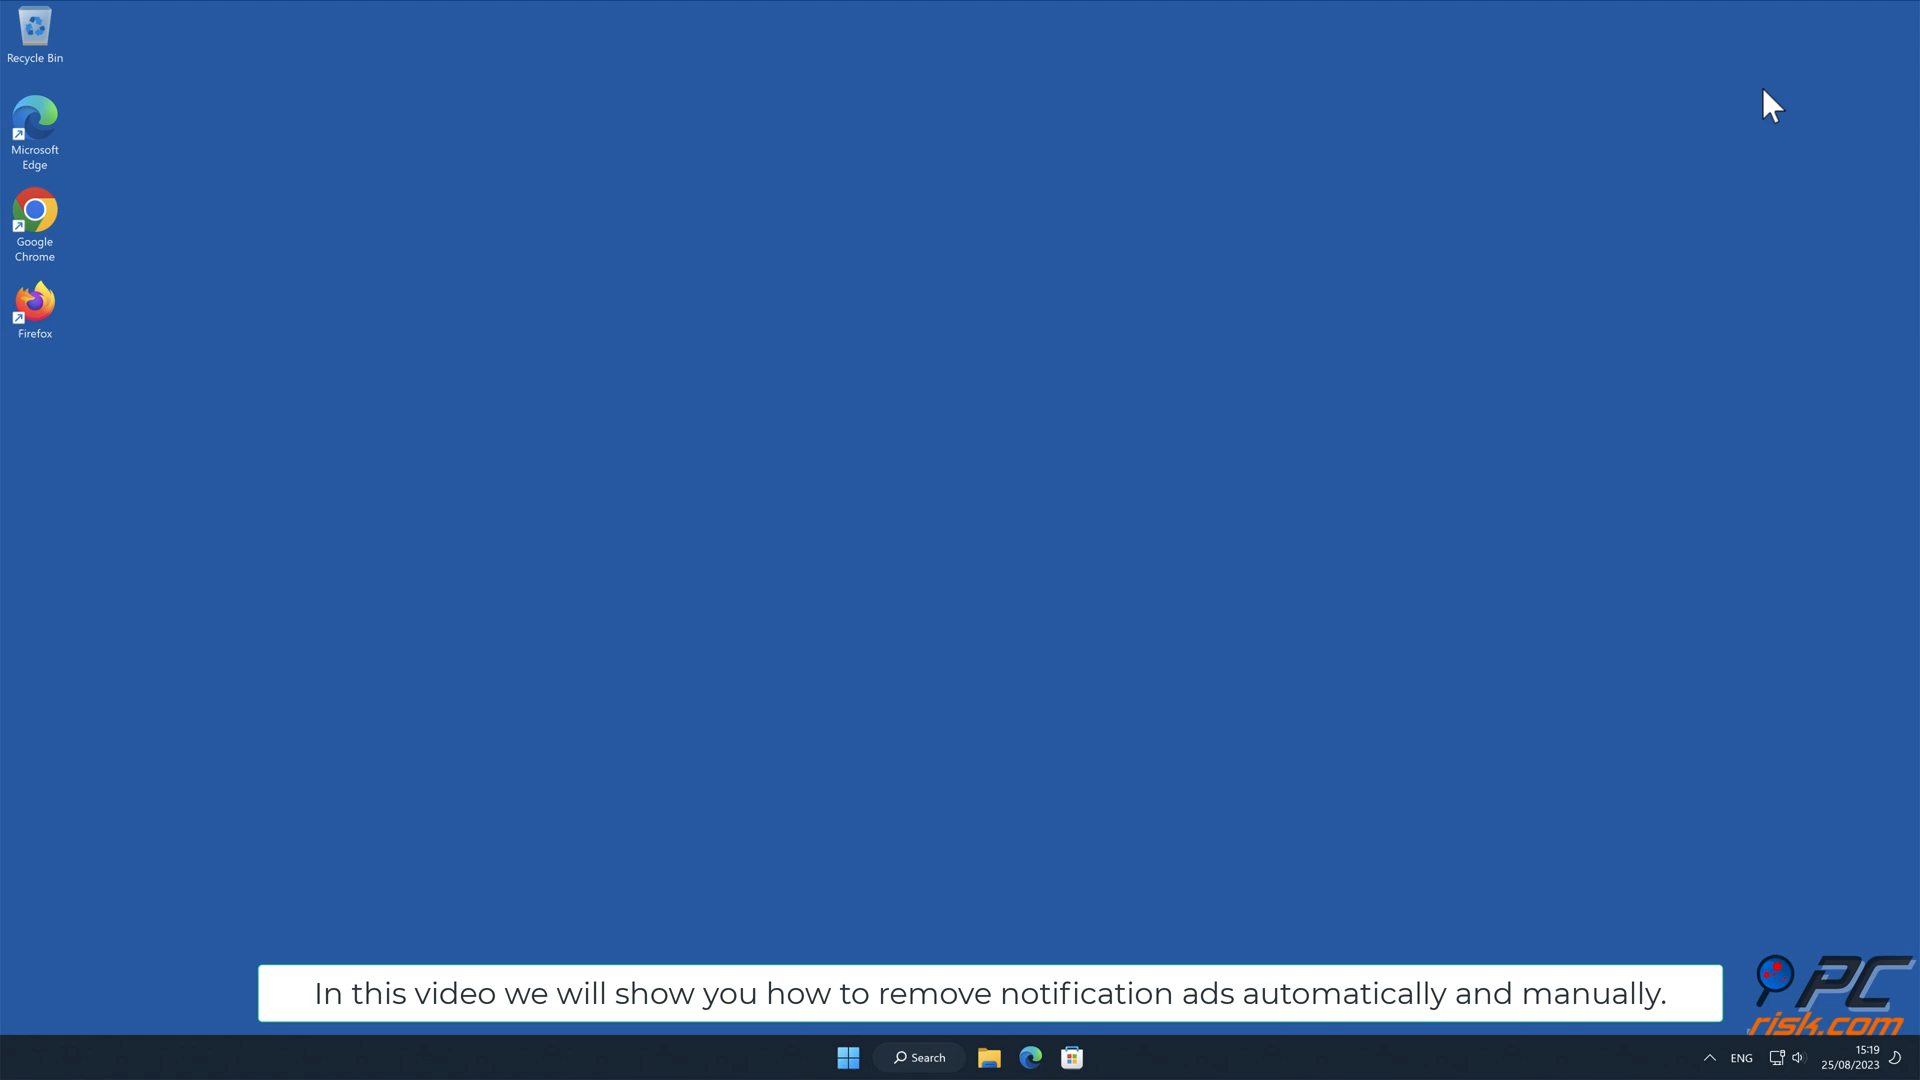 Recycle Bin
Microsoft
Edge
Google
Chrome
Firefox
In this video we will show you how to remove notification ads automatically and manually.
PC
risk.com
Search
ENG
15:19
25/08/2023